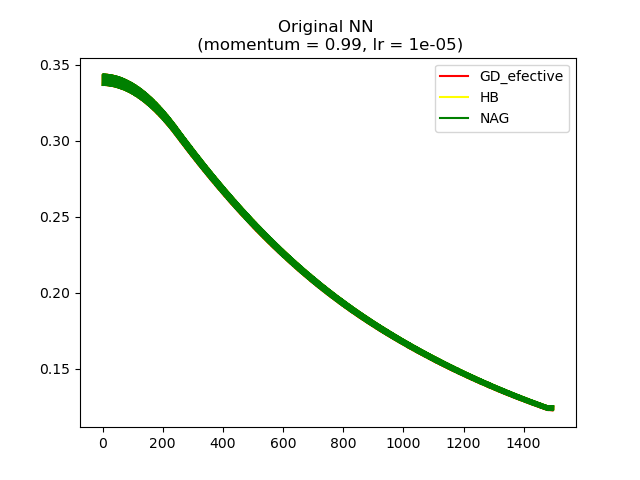 Original NN
(momentum = 0.99, lr = 1e-05)
0.35
0.30
0.25
0.20
0.15
GD_efective
HB
NAG
0
200
400
600
800
1000
1200
1400